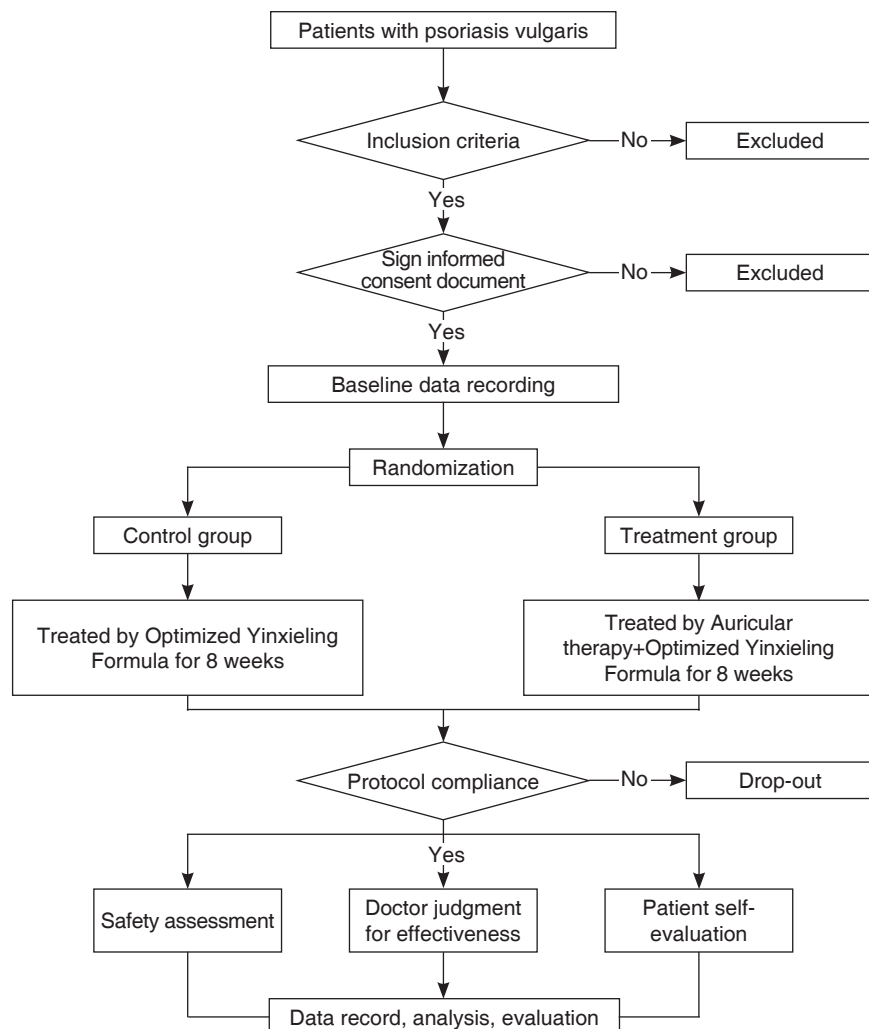 Patients with psoriasis vulgaris
Inclusion criteria
No
Excluded
Yes
Sign informed
consent document
No
Excluded
Yes
Baseline data recording
Randomization
Control group
Treatment group
Treated by Optimized Yinxieling
Formula for 8 weeks
Treated by Auricular
therapy+Optimized Yinxieling
Formula for 8 weeks
Protocol compliance
No
Drop-out
Yes
Safety assessment
Doctor judgment
for effectiveness
Patient self-
evaluation
Data record, analysis, evaluation